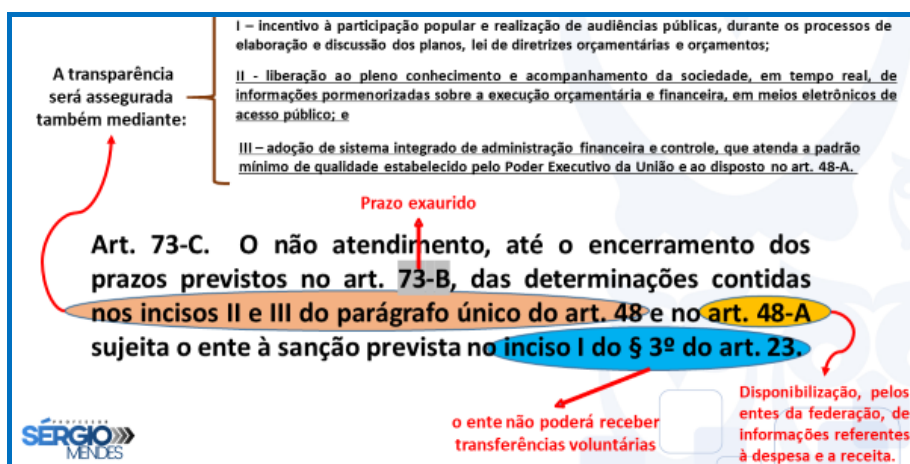 I – incentivo à participação popular e realização de audiências públicas, durante os processos de
elaboração e discussão dos planos, lei de diretrizes orçamentárias e orçamentos;
A transparência
será assegurada
também mediante:
II - liberação ao pleno conhecimento e acompanhamento da sociedade, em tempo real, de
informações pormenorizadas sobre a execução orçamentária e financeira, em meios eletrônicos de
acesso público; e
III – adoção de sistema integrado de administração financeira e controle, que atenda a padrão
mínimo de qualidade estabelecido pelo Poder Executivo da União e ao disposto no art. 48-A.
Prazo exaurido
Art. 73-C. O não atendimento, até o encerramento dos
prazos previstos no art. 73-B, das determinações contidas
nos incisos II e III do parágrafo único do art. 48 e no art. 48-A
sujeita o ente à sanção prevista no inciso I do § 3º do art. 23.
o ente não poderá receber
transferências voluntárias
Disponibilização, pelos
entes da federação, de
informações referentes
à despesa e a receita.
PROFESSOR
SÉRGIO
MENDES